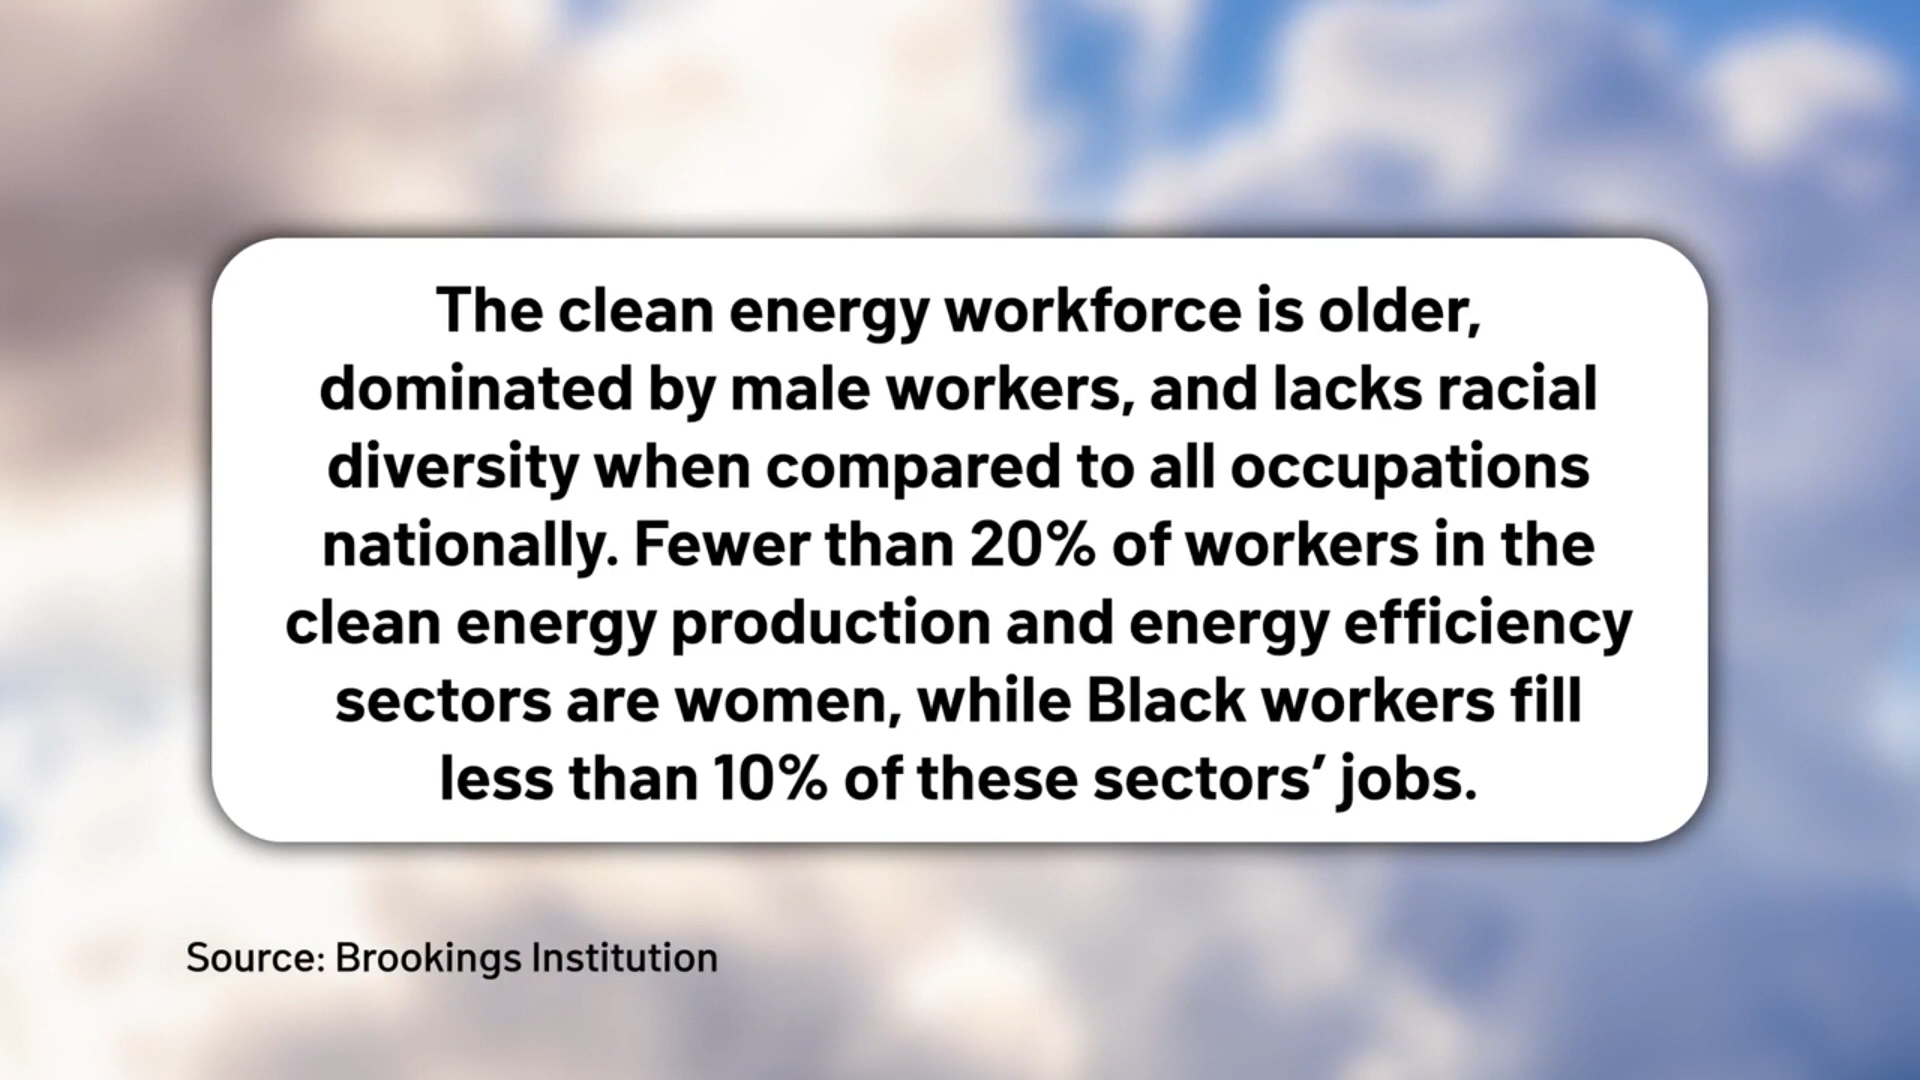 The clean energy workforce is older,
dominated by male workers, and lacks racial
diversity when compared to all occupations
nationally. Fewer than 20% of workers in the
clean energy production and energy efficiency
sectors are women, while Black workers fill
less than 10% of these sectors’ jobs.
Source: Brookings Institution